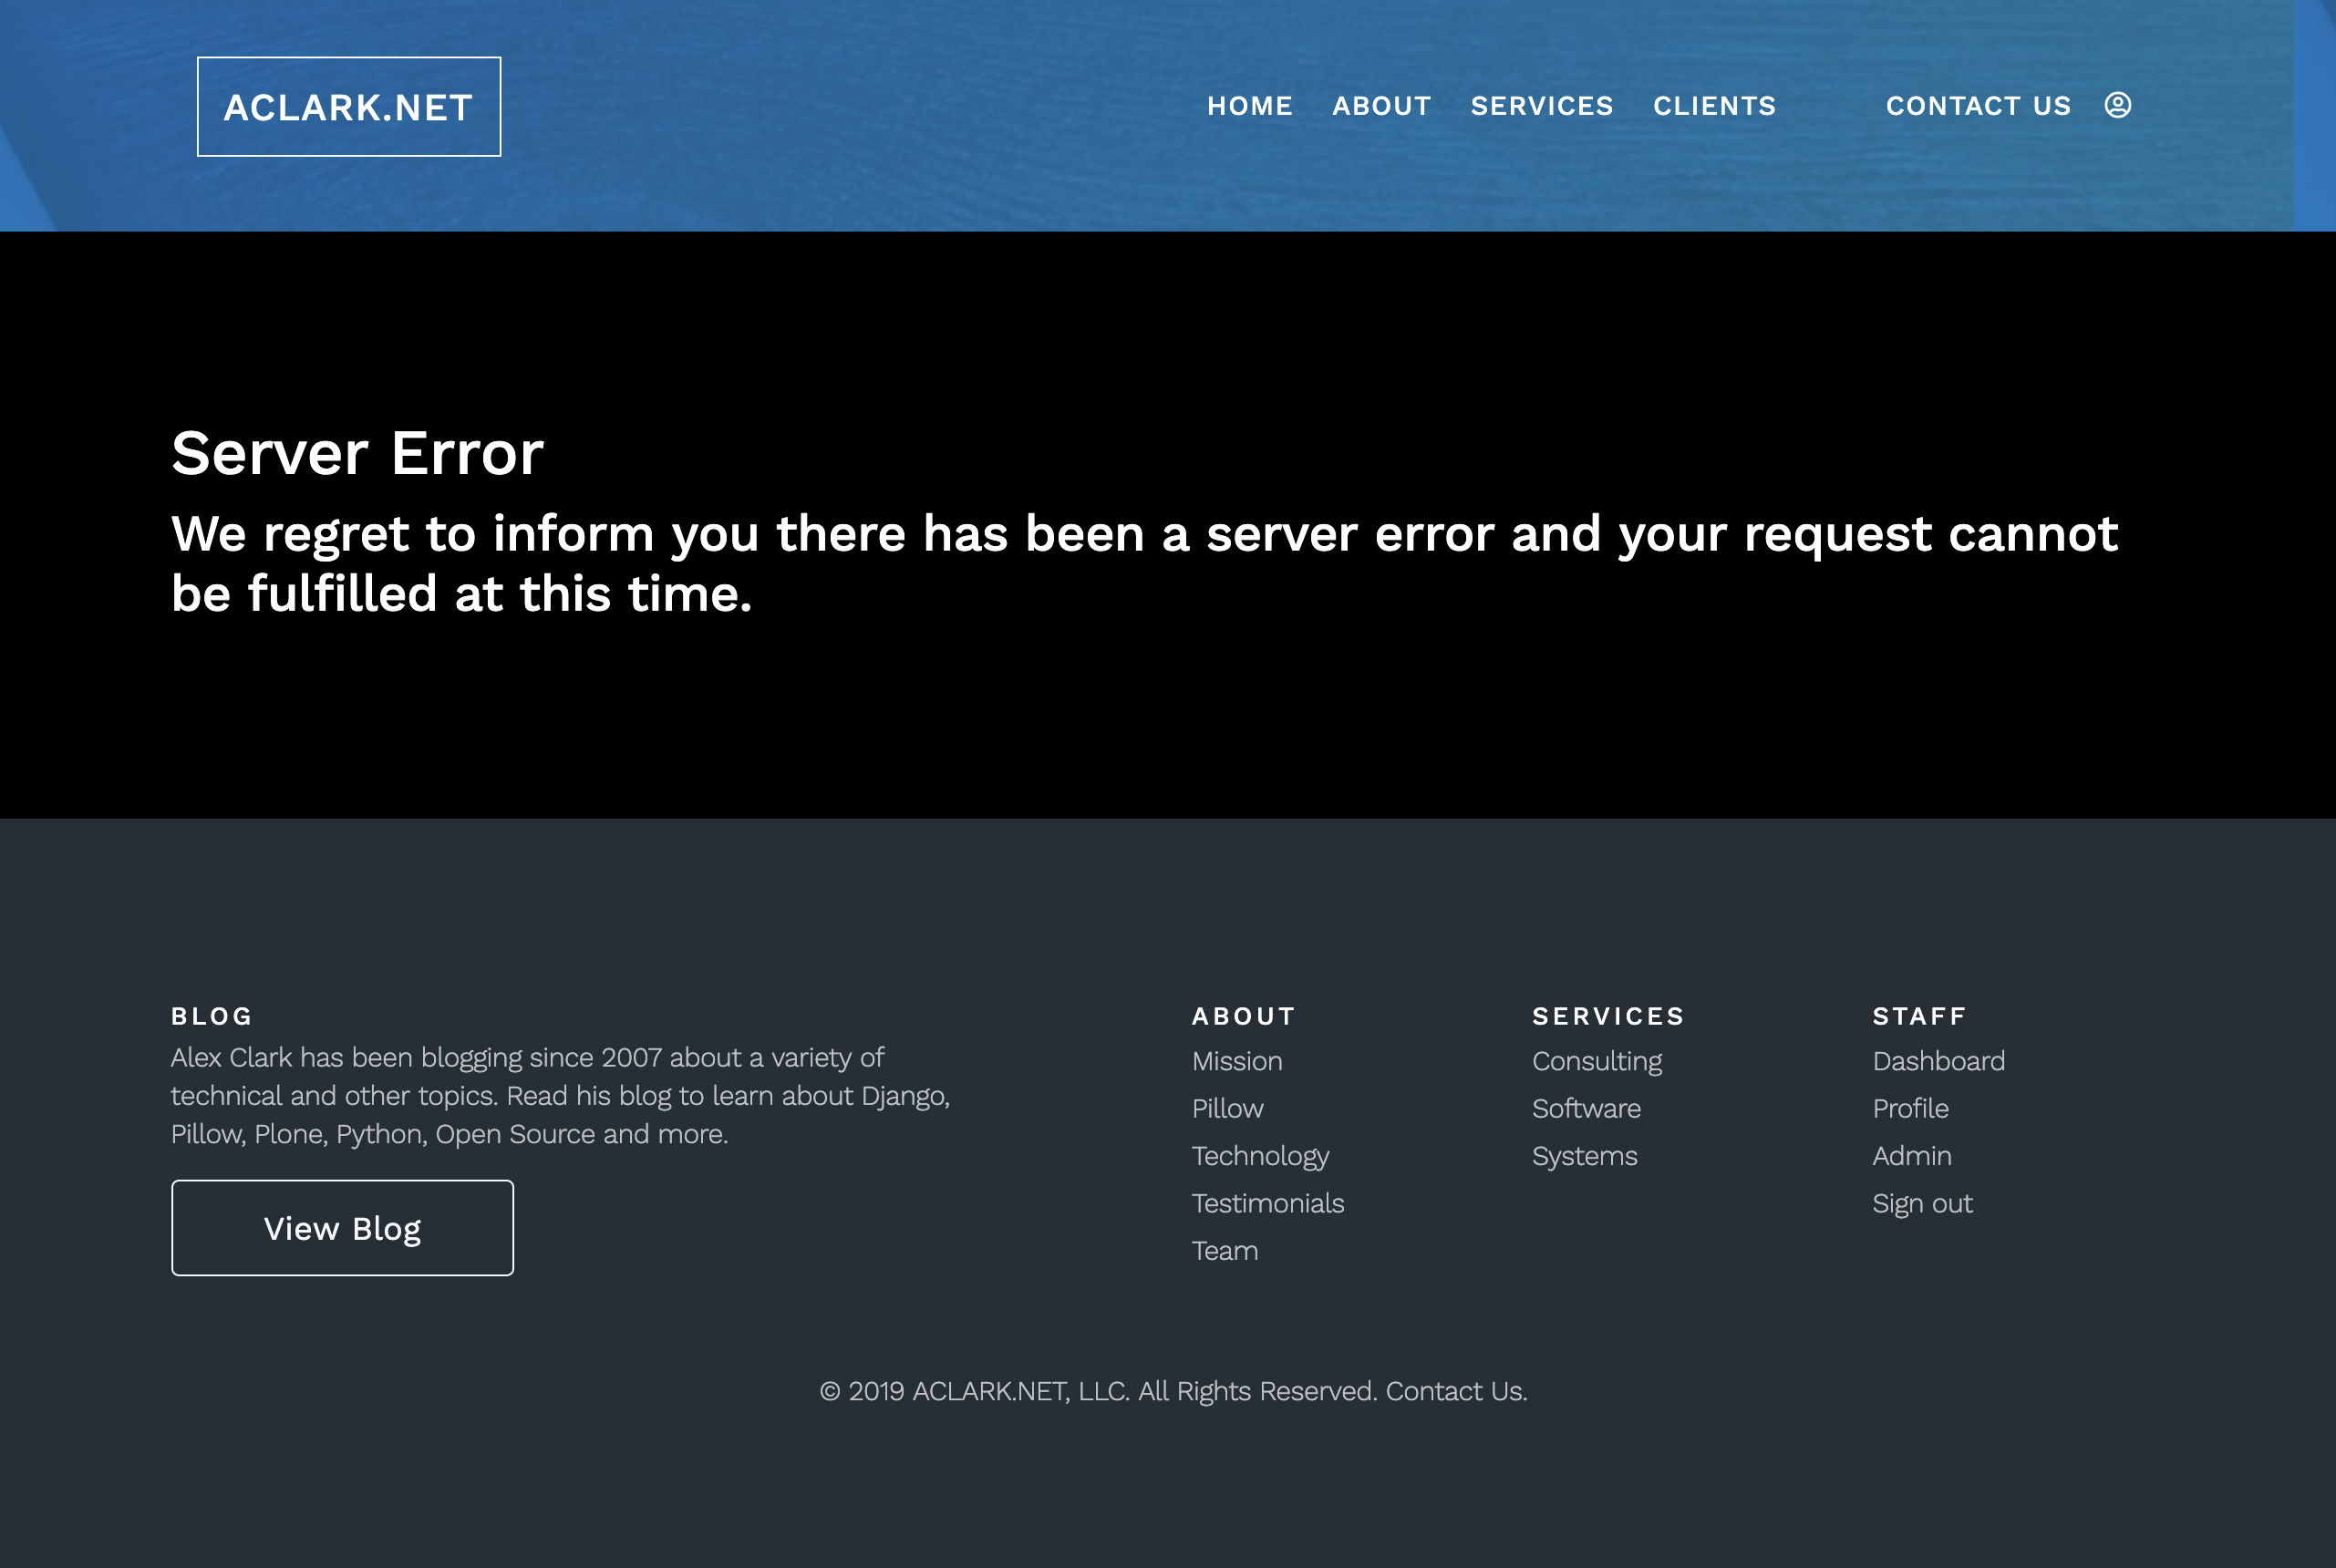 ACLARK.NET
HOME ABOUT SERVICES CLIENTS CONTACT US
Server Error
We regret to inform you there has been a server error and your request cannot
be fulfilled at this time.
BLOG
Alex Clark has been blogging since 2007 about a variety of
technical and other topics. Read his blog to learn about Django,
Pillow, Plone, Python, Open Source and more.
View Blog
ABOUT
Mission
Pillow
Technology
Testimonials
Team
SERVICES
Consulting
Software
Systems
STAFF
Dashboard
Profile
Admin
Sign out
© 2019 ACLARK.NET, LLC. All Rights Reserved. Contact Us.